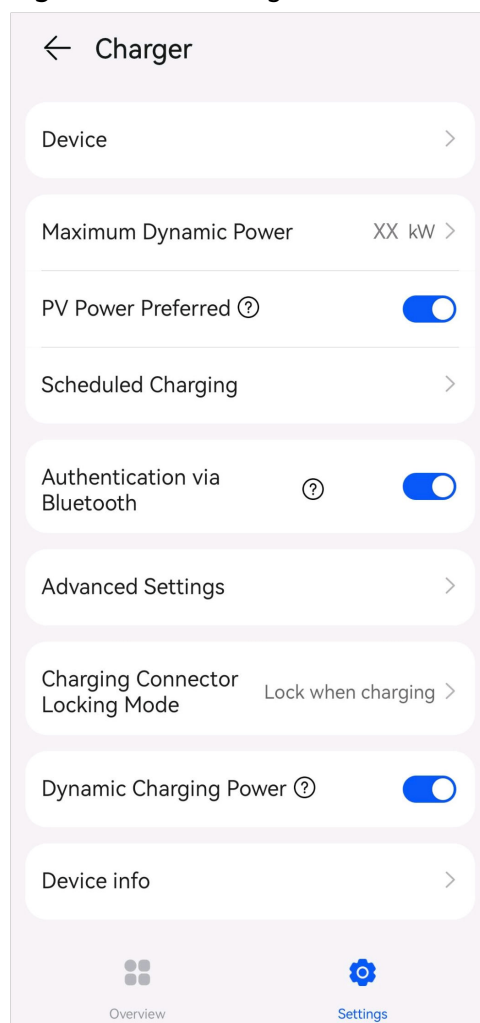 Charger
Device
Maximum Dynamic Power XX kW
PV Power Preferred ?
Scheduled Charging
Authentication via
Bluetooth ?
Advanced Settings
Charging Connector
Locking Mode Lock when charging
Dynamic Charging Power ?
Device info
Overview Settings